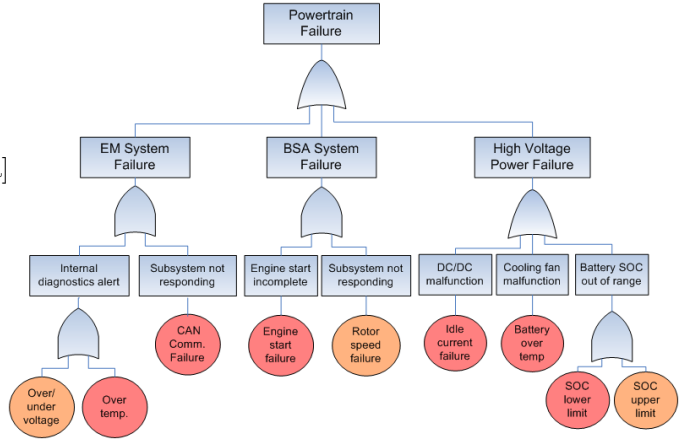 Powertrain
Failure
EM System
Failure
BSA System
Failure
High Voltage
Power Failure
Internal
diagnostics alert
Subsystem not
responding
Engine start
incomplete
Subsystem not
responding
DC/DC
malfunction
Cooling fan
malfunction
Battery SOC
out of range
CAN
Comm.
Failure
Engine
start
failure
Rotor
speed
failure
Idle
current
failure
Battery
over
temp
Over/
under
voltage
Over
temp.
SOC
lower
limit
SOC
upper
limit